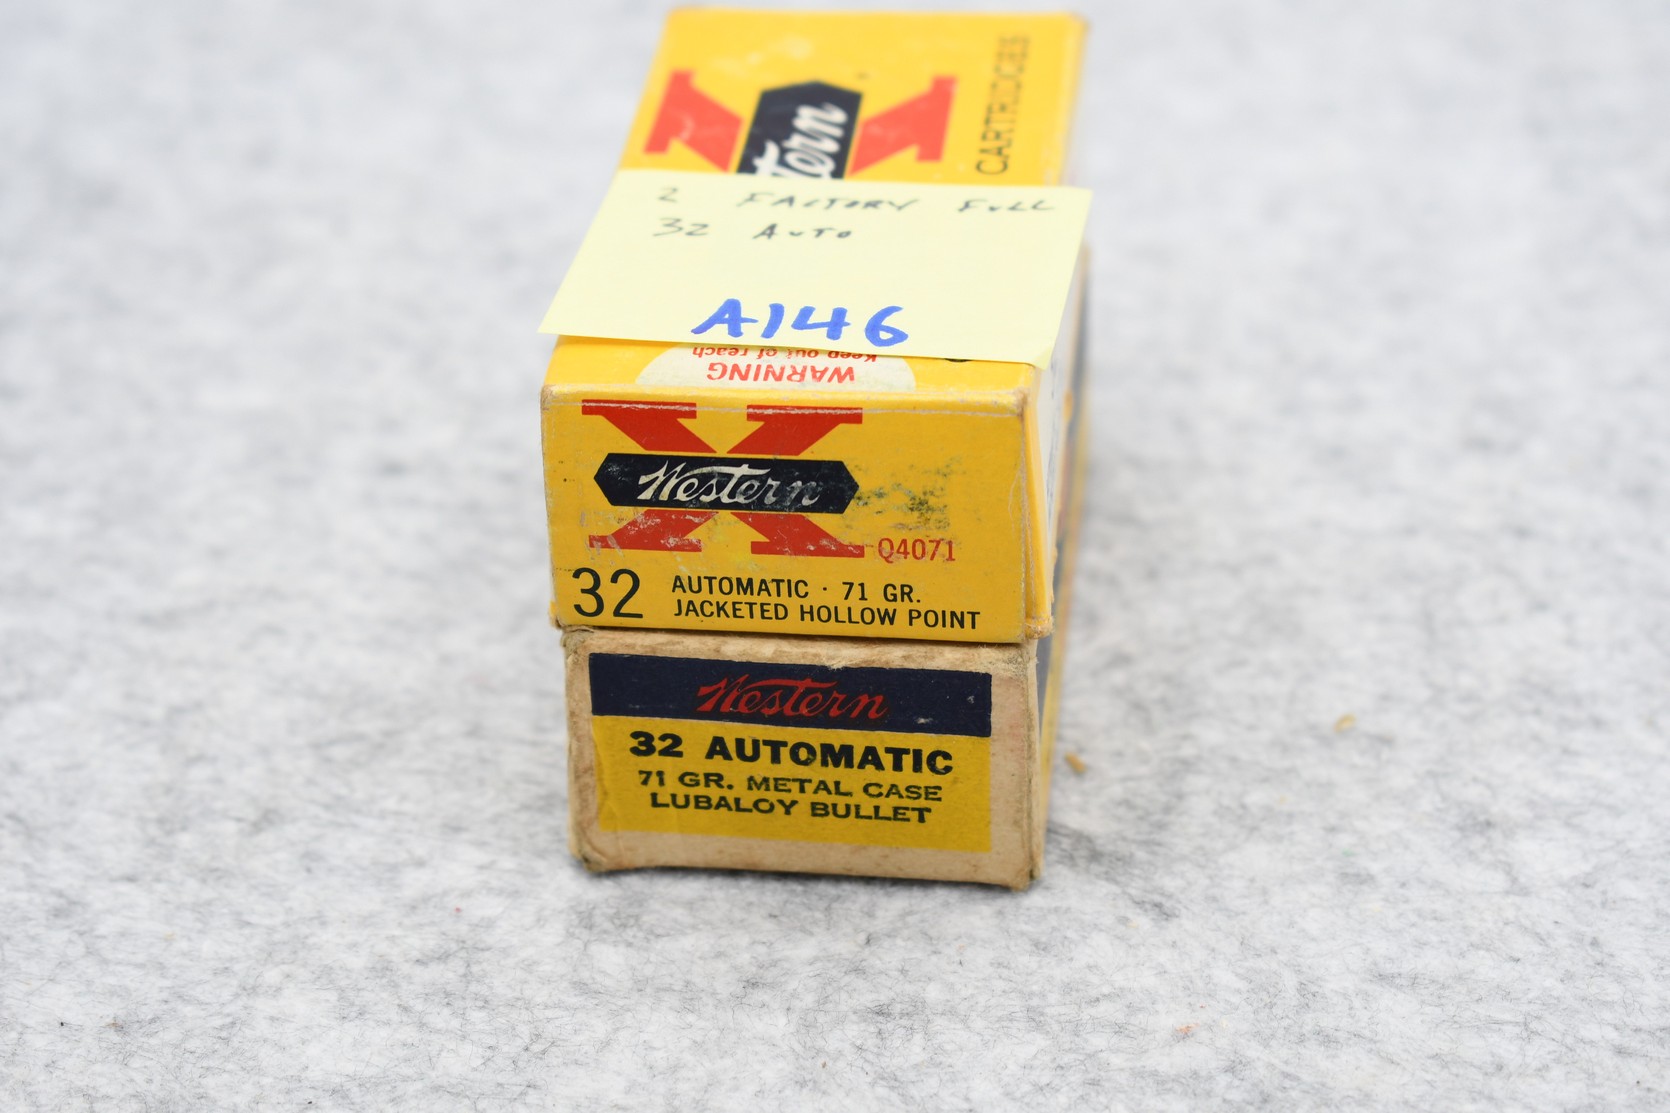 CARTRIDGES
tern
2 FACTORY FULL
32 AUTO
A146
Keep out of reach
WARNING
Western
Q4071
32 AUTOMATIC · 71 GR.
JACKETED HOLLOW POINT
Western
32 AUTOMATIC
71 GR. METAL CASE
LUBALOY BULLET